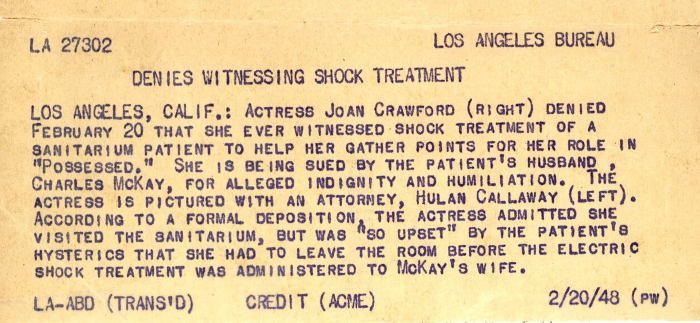 LA 27302
LOS ANGELES BUREAU
DENIES WITNESSING SHOCK TREATMENT
LOS ANGELES, CALIF.: ACTRESS JOAN CRAWFORD (RIGHT) DENIED
FEBRUARY 20 THAT SHE EVER WITNESSED SHOCK TREATMENT OF A
SANITARIUM PATIENT TO HELP HER GATHER POINTS FOR HER ROLE IN
"POSSESSED." SHE IS BEING SUED BY THE PATIENT'S HUSBAND ,
CHARLES MCKAY, FOR ALLEGED INDIGNITY AND HUMILIATION. THE
ACTRESS IS PICTURED WITH AN ATTORNEY, HULAN CALLAWAY (LEFT).
ACCORDING TO A FORMAL DEPOSITION, THE ACTRESS ADMITTED SHE
VISITED THE SANITARIUM, BUT WAS "SO UPSET" BY THE PATIENT'S
HYSTERICS THAT SHE HAD TO LEAVE THE ROOM BEFORE THE ELECTRIC
SHOCK TREATMENT WAS ADMINISTERED TO MCKAY'S WIFE.
LA-ABD (TRANS'D) CREDIT (ACME) 2/20/48 (PW)